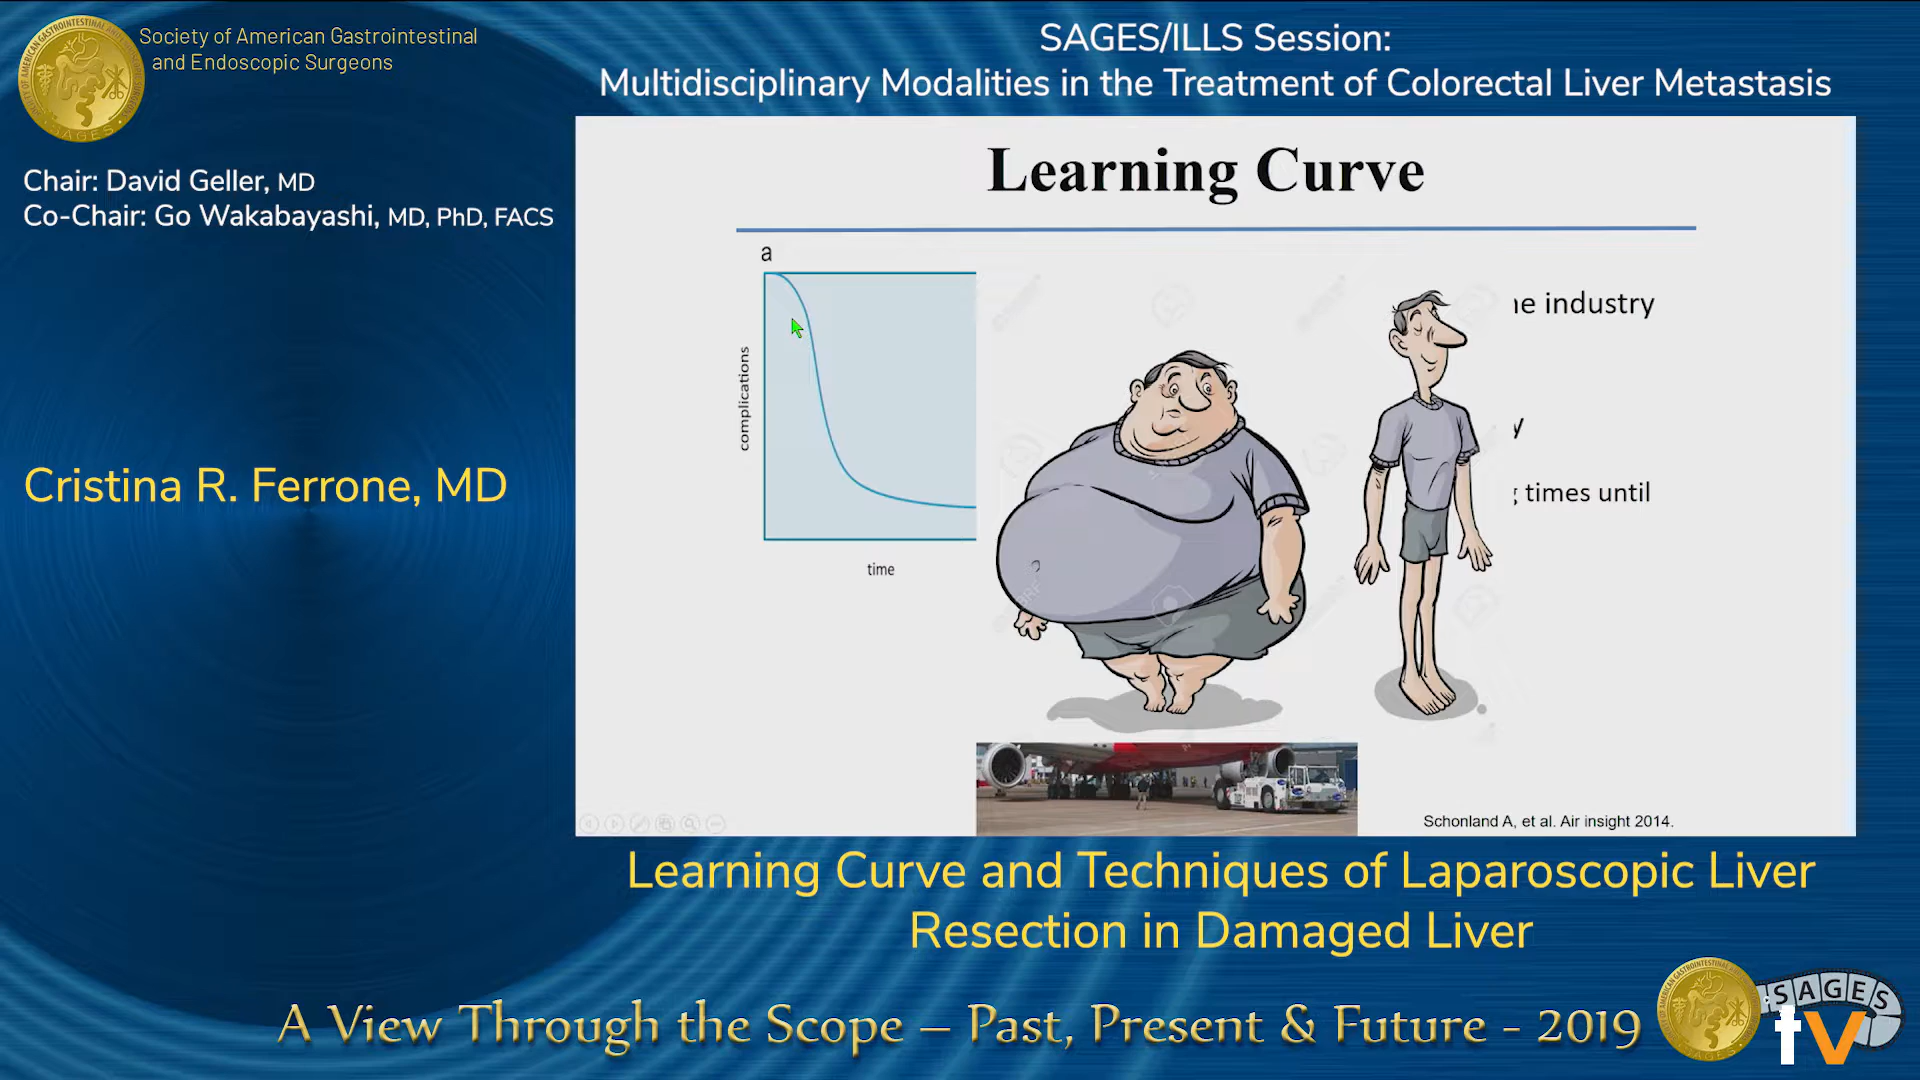 Society of American Gastrointestinal
and Endoscopic Surgeons
SAGES/ILLS Session:
Multidisciplinary Modalities in the Treatment of Colorectal Liver Metastasis
Chair: David Geller, MD
Co-Chair: Go Wakabayashi, MD, PhD, FACS
Cristina R. Ferrone, MD
Learning Curve
a
complications
time
industry
times until
Schonland A, et al. Air insight 2014.
Learning Curve and Techniques of Laparoscopic Liver
Resection in Damaged Liver
A View Through the Scope – Past, Present & Future - 2019
SAGES
tv